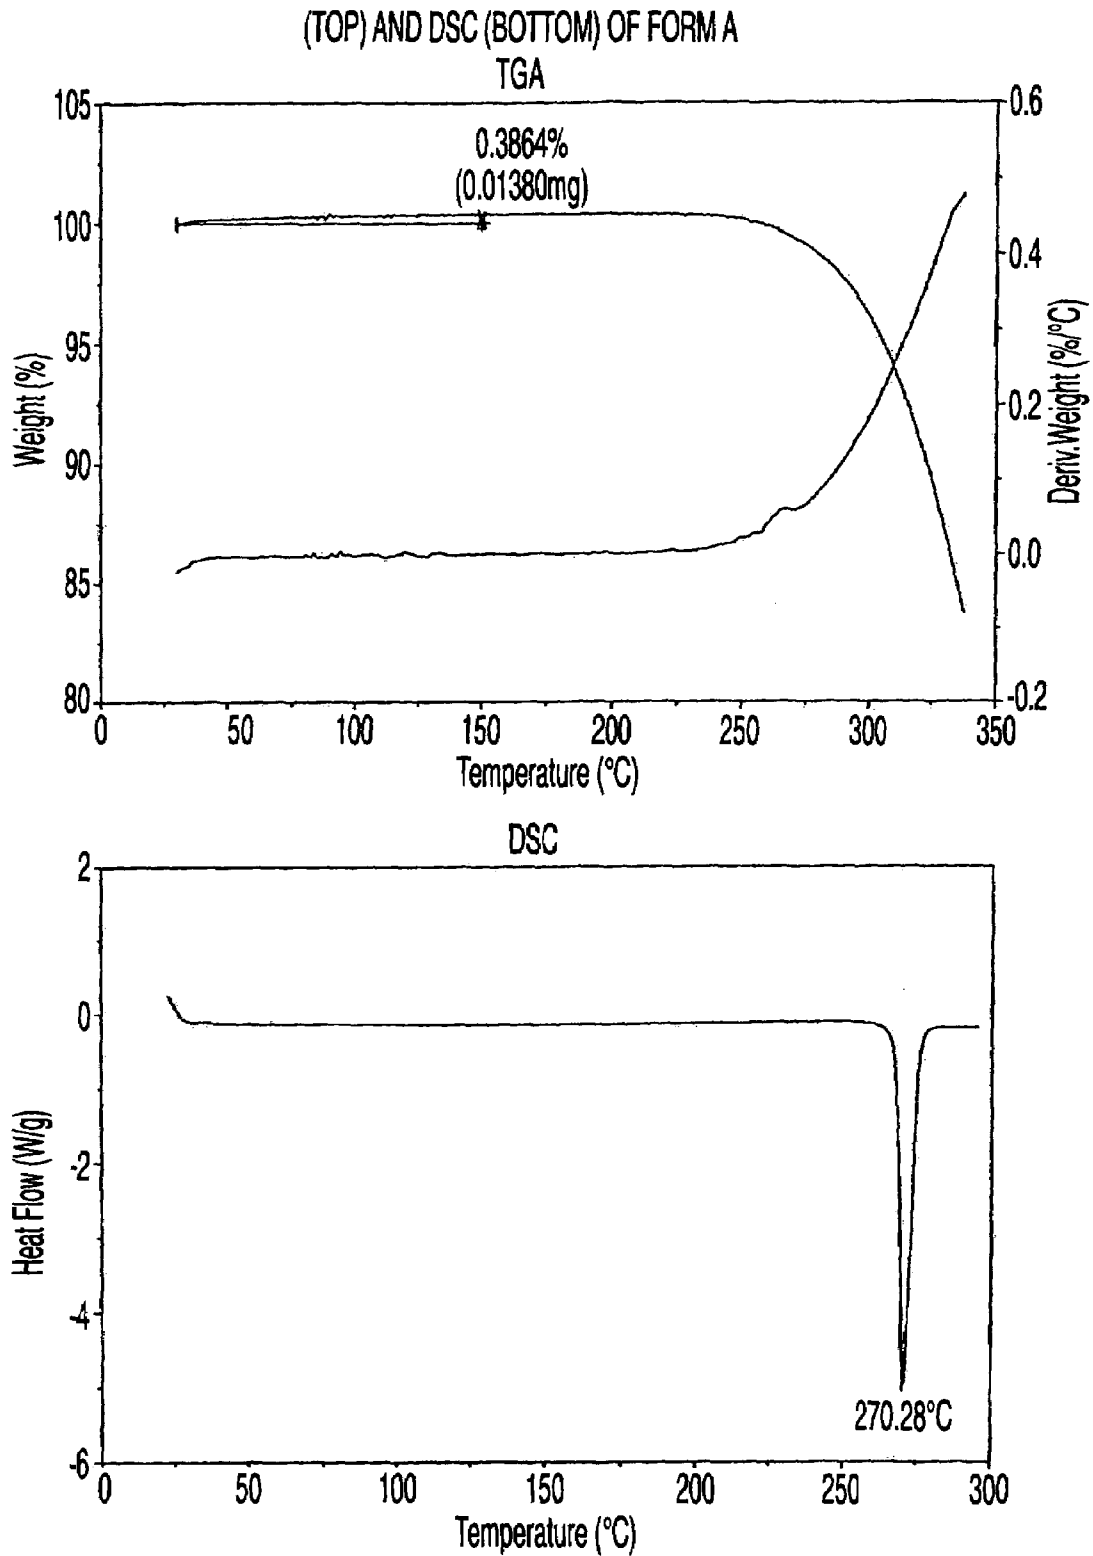 (TOP) AND DSC (BOTTOM) OF FORM A
TGA
105
100
95
90
85
80
Weight (%)
0.3864%
(0.01380mg)
0.6
0.4
0.2
0.0
-0.2
Deriv.Weight (%/°C)
0 50 100 150 200 250 300 350
Temperature (°C)
DSC
2
0
-2
-4
-6
Heat Flow (W/g)
270.28°C
0 50 100 150 200 250 300
Temperature (°C)